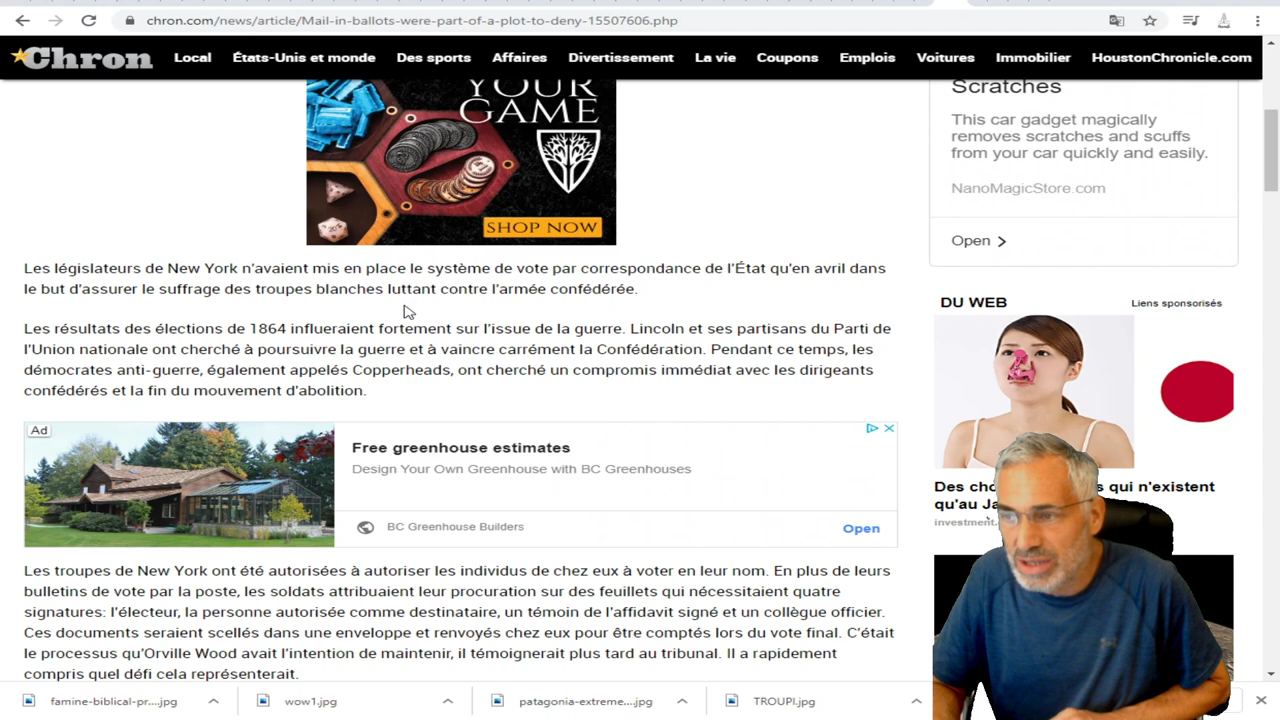 chron.com/news/article/Mail-in-ballots-were-part-of-a-plot-to-deny-15507606.php
Chron
Local
États-Unis et monde
Des sports
Affaires
Divertissement
La vie
Coupons
Emplois
Voitures
Immobilier
HoustonChronicle.com
YOUR
GAME
SHOP NOW
Scratches
This car gadget magically
removes scratches and scuffs
from your car quickly and easily.
NanoMagicStore.com
Open
Les législateurs de New York n'avaient mis en place le système de vote par correspondance de l'État qu'en avril dans
le but d'assurer le suffrage des troupes blanches luttant contre l'armée confédérée.
Les résultats des élections de 1864 influeraient fortement sur l'issue de la guerre. Lincoln et ses partisans du Parti de
l'Union nationale ont cherché à poursuivre la guerre et à vaincre carrément la Confédération. Pendant ce temps, les
démocrates anti-guerre, également appelés Copperheads, ont cherché un compromis immédiat avec les dirigeants
confédérés et la fin du mouvement d'abolition.
Ad
Free greenhouse estimates
Design Your Own Greenhouse with BC Greenhouses
BC Greenhouse Builders
Open
Les troupes de New York ont été autorisées à autoriser les individus de chez eux à voter en leur nom. En plus de leurs
bulletins de vote par la poste, les soldats attribuaient leur procuration sur des feuillets qui nécessitaient quatre
signatures: l'électeur, la personne autorisée comme destinataire, un témoin de l'affidavit signé et un collègue officier.
Ces documents seraient scellés dans une enveloppe et renvoyés chez eux pour être comptés lors du vote final. C'était
le processus qu'Orville Wood avait l'intention de maintenir, il témoignerait plus tard au tribunal. Il a rapidement
compris quel défi cela représenterait.
DU WEB
Liens sponsorisés
Des qui n'existent
qu'au
investment.
famine-biblical-pr....jpg
wow1.jpg
patagonia-extreme....jpg
TROUPI.jpg